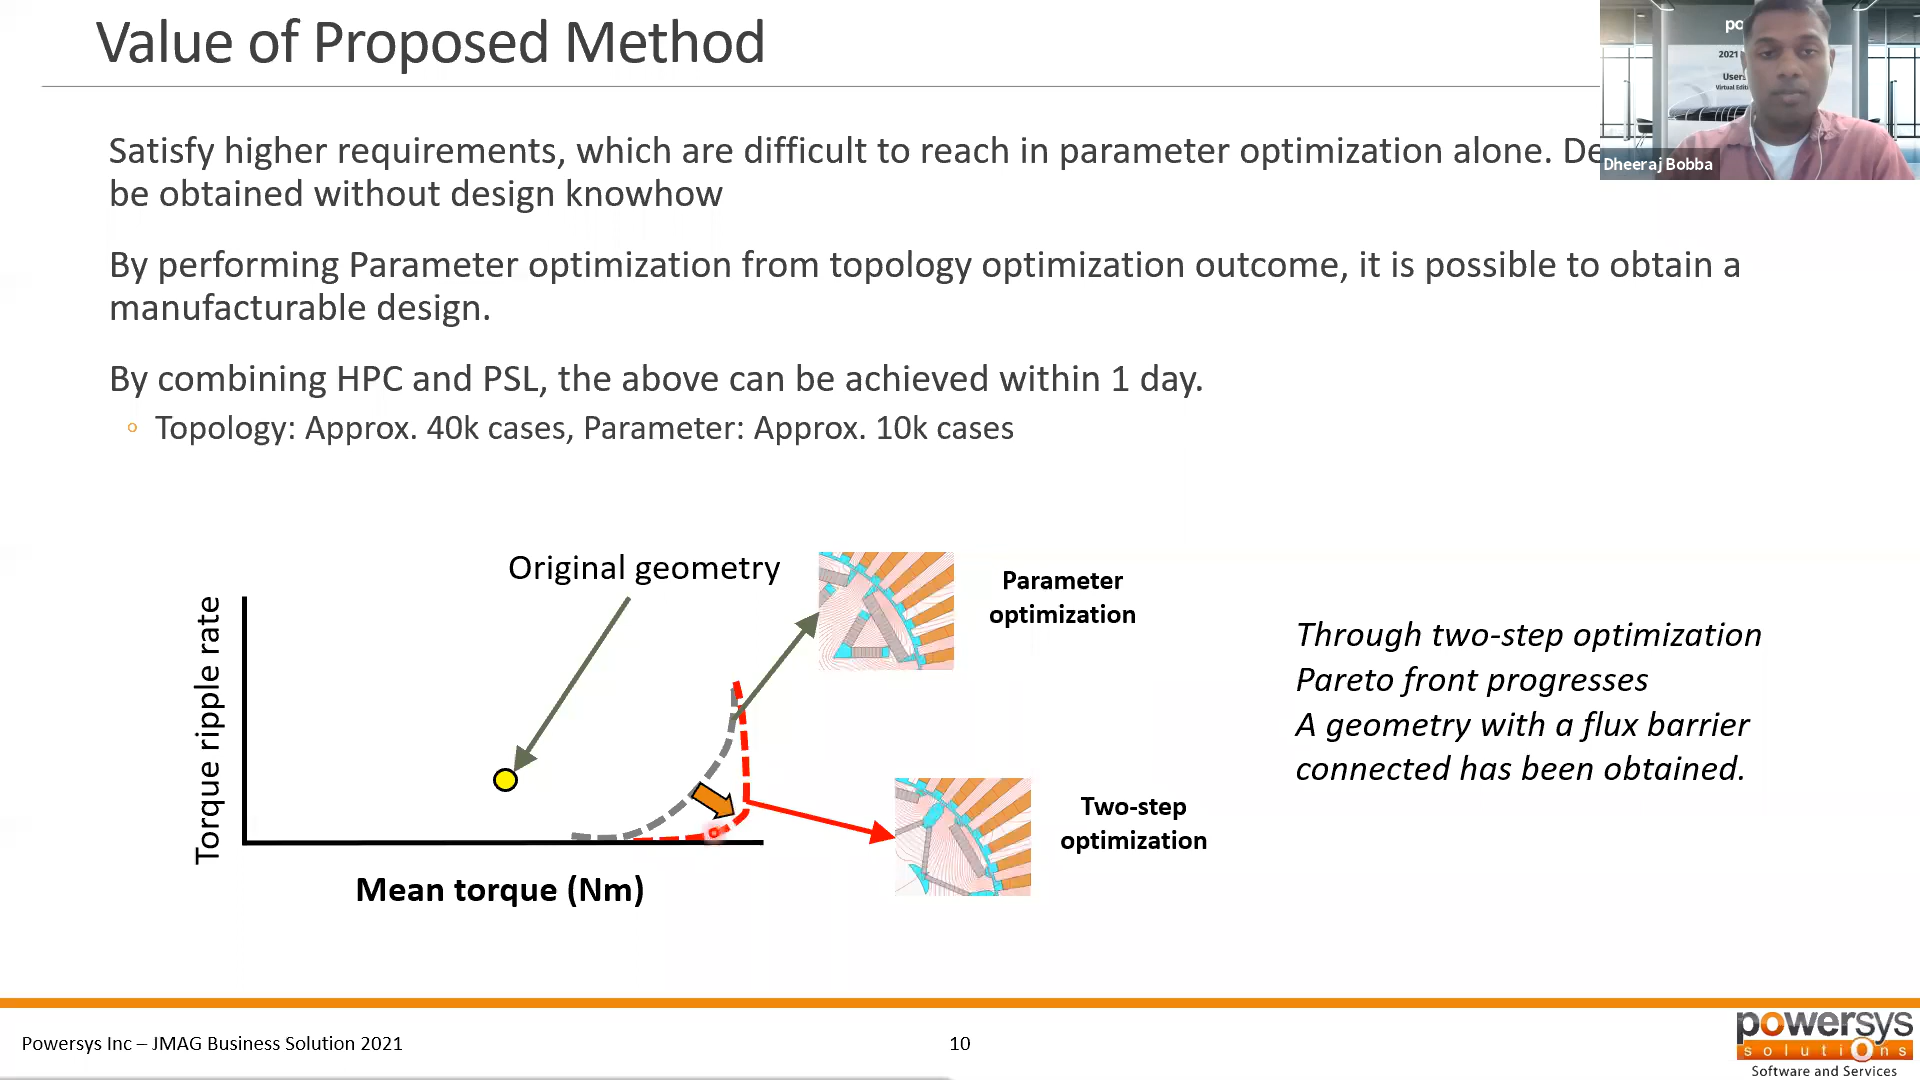 Value of Proposed Method
Satisfy higher requirements, which are difficult to reach in parameter optimization alone. De
be obtained without design knowhow
By performing Parameter optimization from topology optimization outcome, it is possible to obtain a
manufacturable design.
By combining HPC and PSL, the above can be achieved within 1 day.
Topology: Approx. 40k cases, Parameter: Approx. 10k cases
po
2021
User
Virtual Edit
Dheeraj Bobba
Original geometry
Torque ripple rate
Mean torque (Nm)
Parameter
optimization
Two-step
optimization
Through two-step optimization
Pareto front progresses
A geometry with a flux barrier
connected has been obtained.
Powersys Inc – JMAG Business Solution 2021
10
powersys
solutions
Software and Services